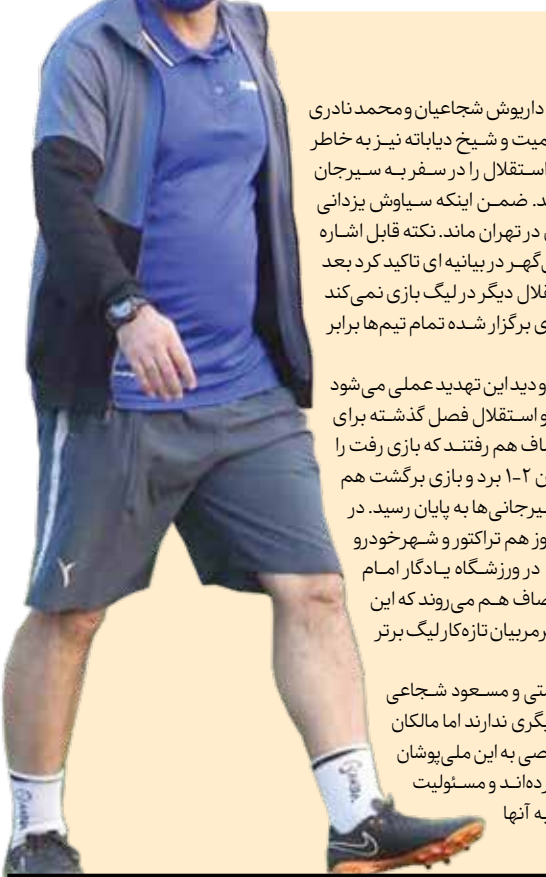 داریوش شجاعیان و محمد نادری
میت و شیخ دیاباته نیز به خاطر
استقلال را در سفر به سیرجان
د. ضمن اینکه سیاوش یزدانی
در تهران ماند. نکته قابل اشاره
گهر در بیانیه ای تاکید کرد بعد
قلال دیگر در لیگ بازی نمی‌کند
ی برگزار شده تمام تیم‌ها برابر
و دید این تهدید عملی می‌شود
و استقلال فصل گذشته برای
صاف هم رفتند که بازی رفت را
ن ۲-۱ برد و بازی برگشت هم
یرجانی‌ها به پایان رسید. در
وز هم تراکتور و شهرخودرو
در ورزشگاه یادگار امام
صاف هم می‌روند که این
رمربیان تازه‌کار لیگ برتر
تی و مسعود شجاعی
یگری ندارند اما مالکان
صی به این ملی‌پوشان
ده‌اند و مسئولیت
به آنها